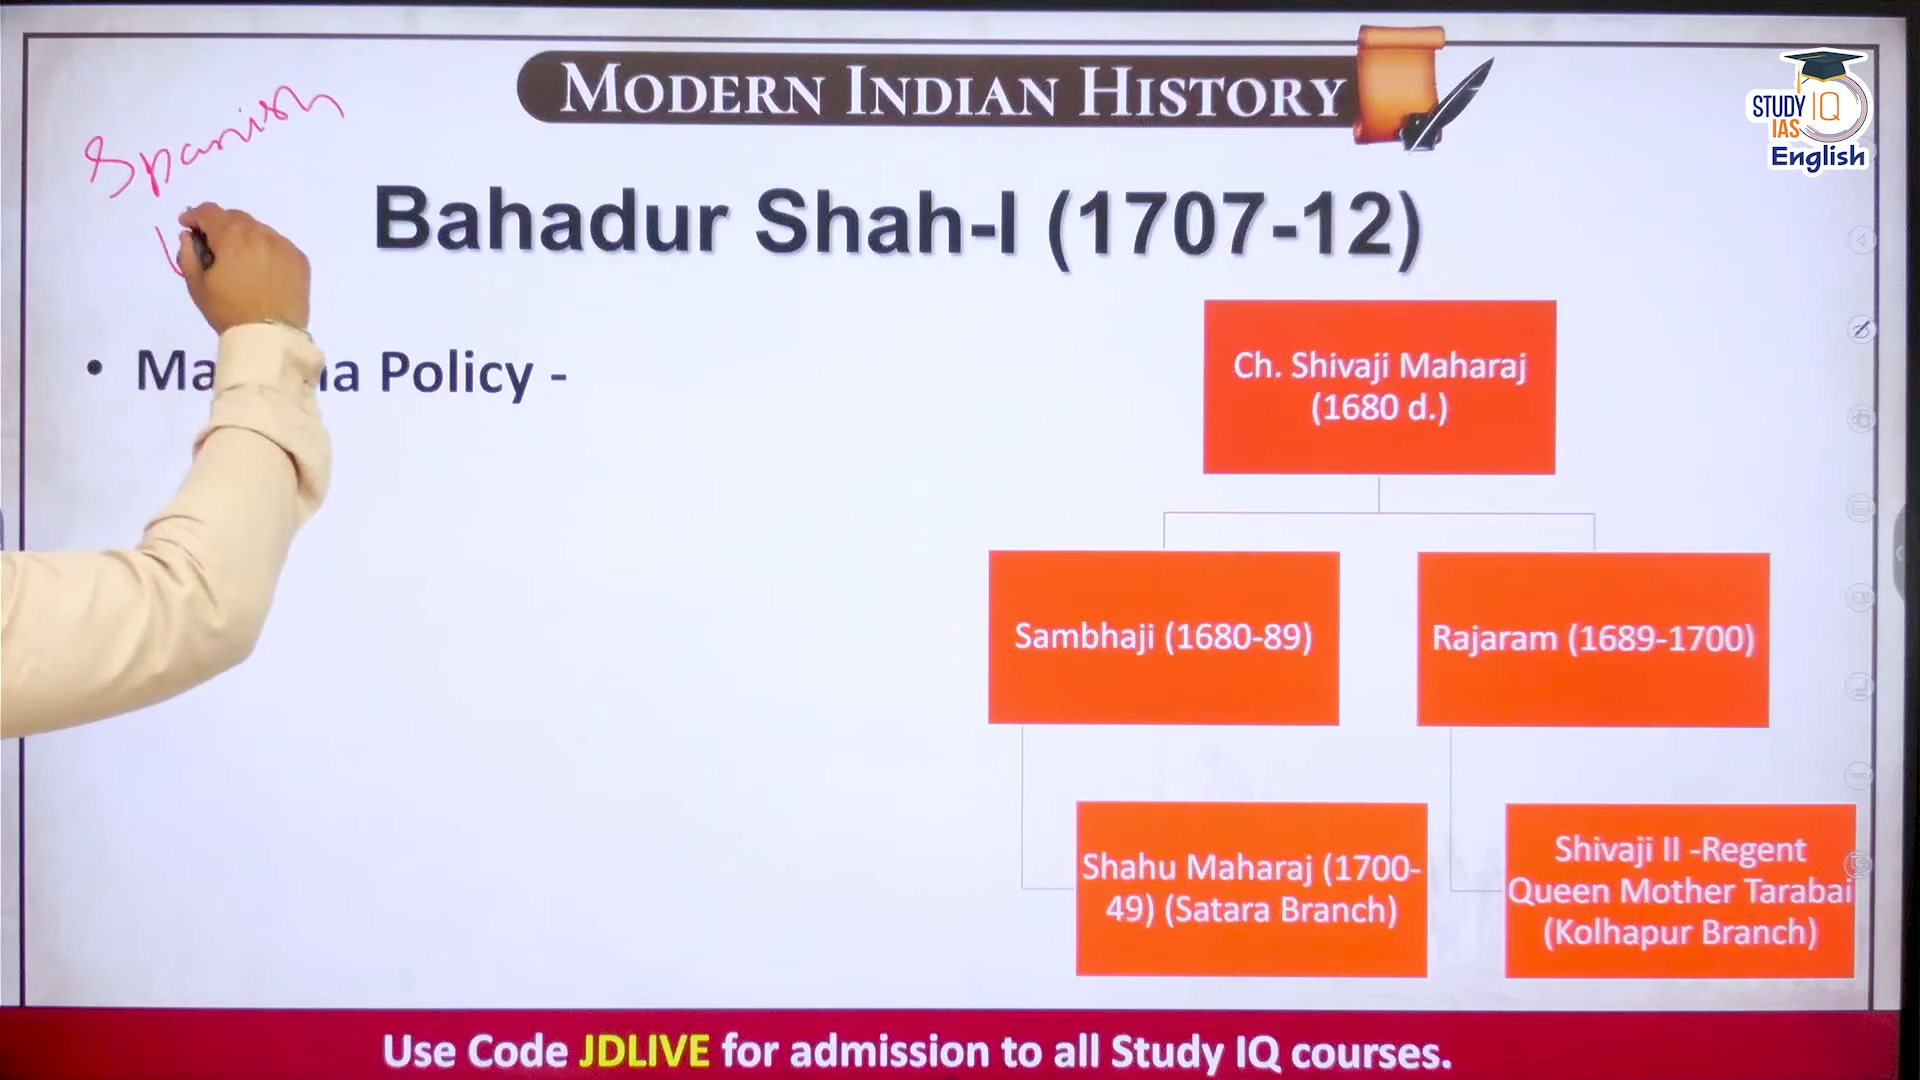 MODERN INDIAN HISTORY
STUDY IQ
IAS
English
Spanish
Bahadur Shah-I (1707-12)
• Ma a Policy -
Ch. Shivaji Maharaj
(1680 d.)
Sambhaji (1680-89)
Rajaram (1689-1700)
Shahu Maharaj (1700-
49) (Satara Branch)
Shivaji II -Regent
Queen Mother Tarabai
(Kolhapur Branch)
Use Code JDLIVE for admission to all Study IQ courses.